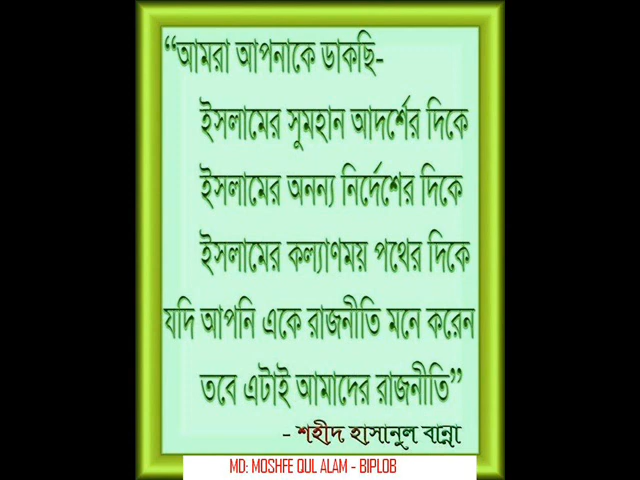 “আমরা আপনাকে ডাকছি-
ইসলামের সুমহান আদর্শের দিকে
ইসলামের অনন্য নির্দেশের দিকে
ইসলামের কল্যাণময় পথের দিকে
যদি আপনি একে রাজনীতি মনে করেন
তবে এটাই আমাদের রাজনীতি”
- শহীদ হাসানুল বান্না
MD: MOSHFE QUL ALAM - BIPLOB